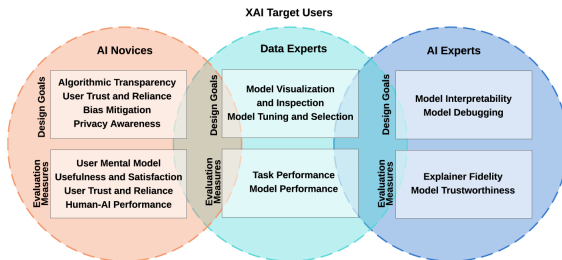 XAI Target Users
AI Novices
Design Goals
Algorithmic Transparency
User Trust and Reliance
Bias Mitigation
Privacy Awareness
Evaluation
Measures
User Mental Model
Usefulness and Satisfaction
User Trust and Reliance
Human-AI Performance
Data Experts
Design Goals
Model Visualization
and Inspection
Model Tuning and Selection
Evaluation
Measures
Task Performance
Model Performance
AI Experts
Design Goals
Model Interpretability
Model Debugging
Evaluation
Measures
Explainer Fidelity
Model Trustworthiness